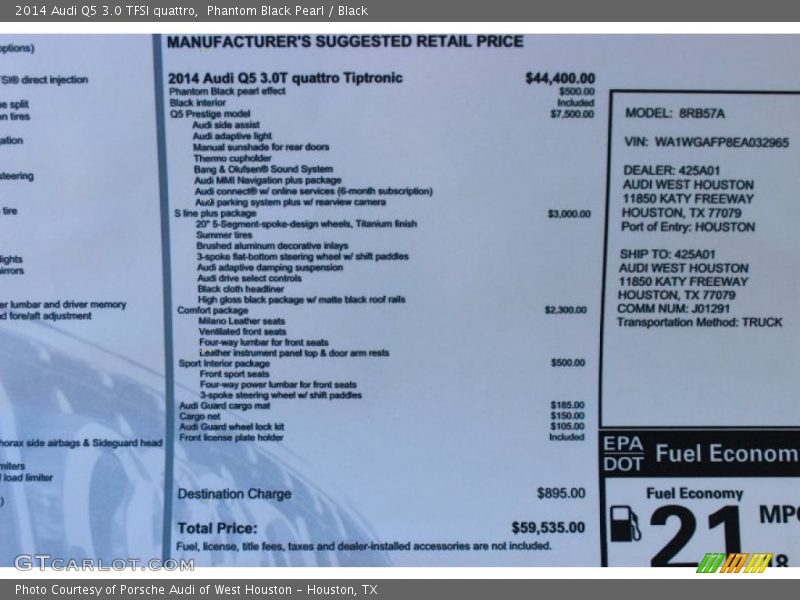 2014 Audi Q5 3.0 TFSI quattro,  Phantom Black Pearl / Black
options)
FSI® direct injection
e split
n tires
gation
steering
tire
lights
mirrors
er lumbar and driver memory
d fore/aft adjustment
thorax side airbags & Sideguard head
miters
load limiter
)
MANUFACTURER'S SUGGESTED RETAIL PRICE
2014 Audi Q5 3.0T quattro Tiptronic $44,400.00
Phantom Black pearl effect $500.00
Black interior Included
Q5 Prestige model $7,500.00
Audi side assist
Audi adaptive light
Manual sunshade for rear doors
Thermo cupholder
Bang & Olufsen® Sound System
Audi MMI Navigation plus package
Audi connect® w/ online services (6-month subscription)
Audi parking system plus w/ rearview camera
S line plus package $3,000.00
20" 5-Segment-spoke-design wheels, Titanium finish
Summer tires
Brushed aluminum decorative inlays
3-spoke flat-bottom steering wheel w/ shift paddles
Audi adaptive damping suspension
Audi drive select controls
Black cloth headliner
High gloss black package w/ matte black roof rails
Comfort package $2,300.00
Milano Leather seats
Ventilated front seats
Four-way lumbar for front seats
Leather instrument panel top & door arm rests
Sport Interior package $500.00
Front sport seats
Four-way power lumbar for front seats
3-spoke steering wheel w/ shift paddles
Audi Guard cargo mat $185.00
Cargo net $150.00
Audi Guard wheel lock kit $105.00
Front license plate holder Included
Destination Charge $895.00
Total Price: $59,535.00
Fuel, license, title fees, taxes and dealer-installed accessories are not included.
MODEL: 8RB57A
VIN: WA1WGAFP8EA032965
DEALER: 425A01
AUDI WEST HOUSTON
11850 KATY FREEWAY
HOUSTON, TX 77079
Port of Entry: HOUSTON
SHIP TO: 425A01
AUDI WEST HOUSTON
11850 KATY FREEWAY
HOUSTON, TX 77079
COMM NUM: J01291
Transportation Method: TRUCK
EPA
DOT
Fuel Econom
Fuel Economy
21 MPG
18
GTcarlot.com
Photo Courtesy of Porsche Audi of West Houston - Houston, TX